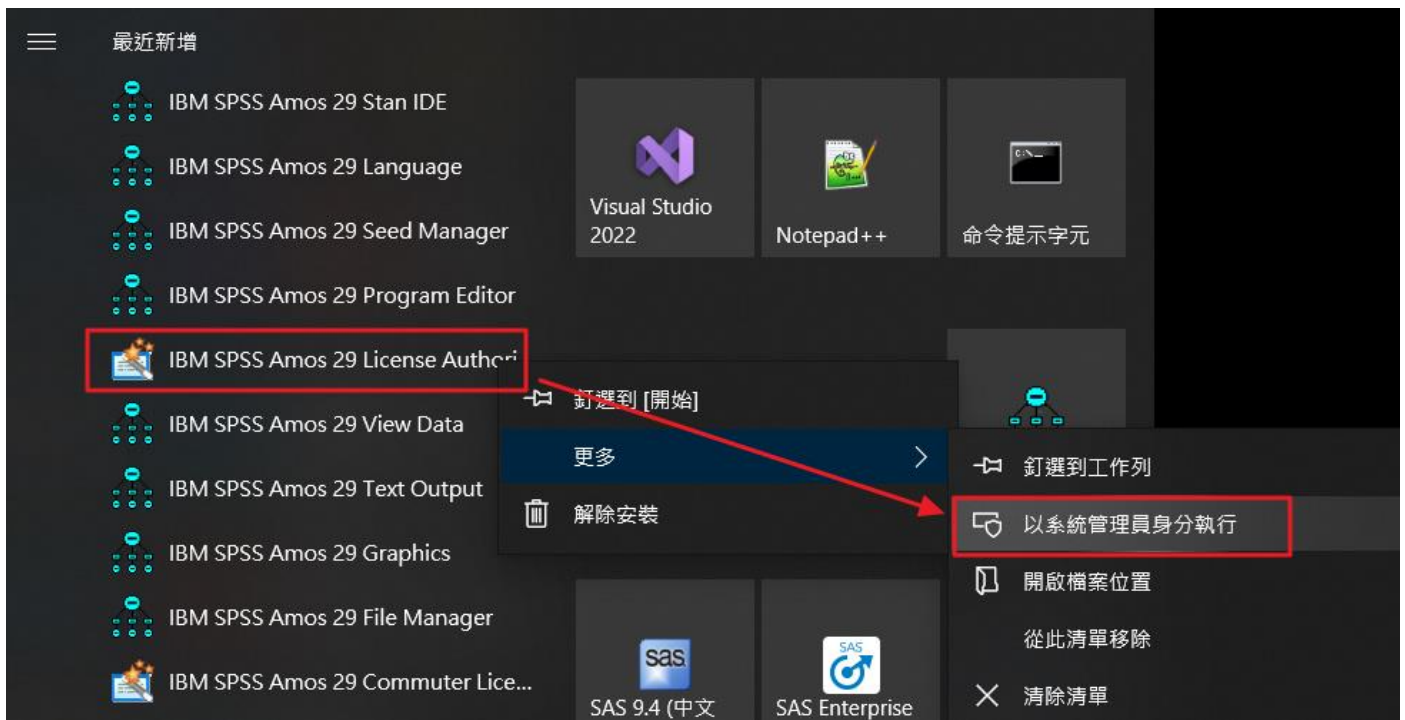 最近新增
IBM SPSS Amos 29 Stan IDE
IBM SPSS Amos 29 Language
IBM SPSS Amos 29 Seed Manager
IBM SPSS Amos 29 Program Editor
IBM SPSS Amos 29 License Authori
IBM SPSS Amos 29 View Data
IBM SPSS Amos 29 Text Output
IBM SPSS Amos 29 Graphics
IBM SPSS Amos 29 File Manager
IBM SPSS Amos 29 Commuter Lice...
Visual Studio
2022
Notepad++
C:\_
命令提示字元
釘選到 [開始]
更多
解除安裝
釘選到工作列
以系統管理員身分執行
開啟檔案位置
從此清單移除
清除清單
sas
SAS 9.4 (中文
SAS
SAS Enterprise